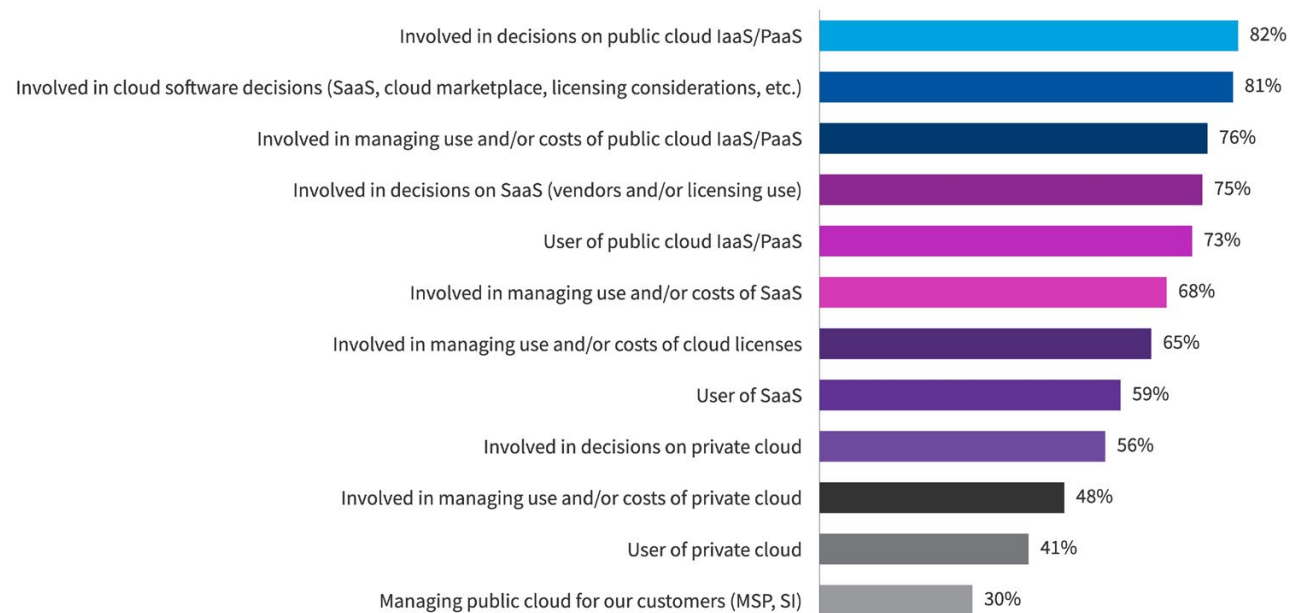 Involved in decisions on public cloud IaaS/PaaS 82%
Involved in cloud software decisions (SaaS, cloud marketplace, licensing considerations, etc.) 81%
Involved in managing use and/or costs of public cloud IaaS/PaaS 76%
Involved in decisions on SaaS (vendors and/or licensing use) 75%
User of public cloud IaaS/PaaS 73%
Involved in managing use and/or costs of SaaS 68%
Involved in managing use and/or costs of cloud licenses 65%
User of SaaS 59%
Involved in decisions on private cloud 56%
Involved in managing use and/or costs of private cloud 48%
User of private cloud 41%
Managing public cloud for our customers (MSP, SI) 30%